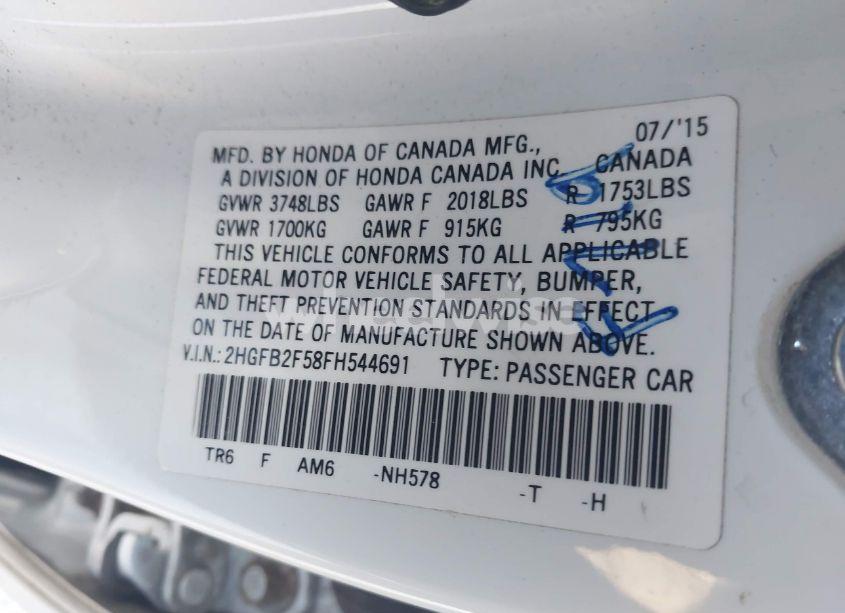 07/'15
MFD. BY HONDA OF CANADA MFG.,
A DIVISION OF HONDA CANADA INC. CANADA
GVWR 3748LBS GAWR F 2018LBS R 1753LBS
GVWR 1700KG GAWR F 915KG R 795KG
THIS VEHICLE CONFORMS TO ALL APPLICABLE
FEDERAL MOTOR VEHICLE SAFETY, BUMPER,
AND THEFT PREVENTION STANDARDS IN EFFECT
ON THE DATE OF MANUFACTURE SHOWN ABOVE.
V.I.N.: 2HGFB2F58FH544691 TYPE: PASSENGER CAR
TR6 F AM6 -NH578 -T -H